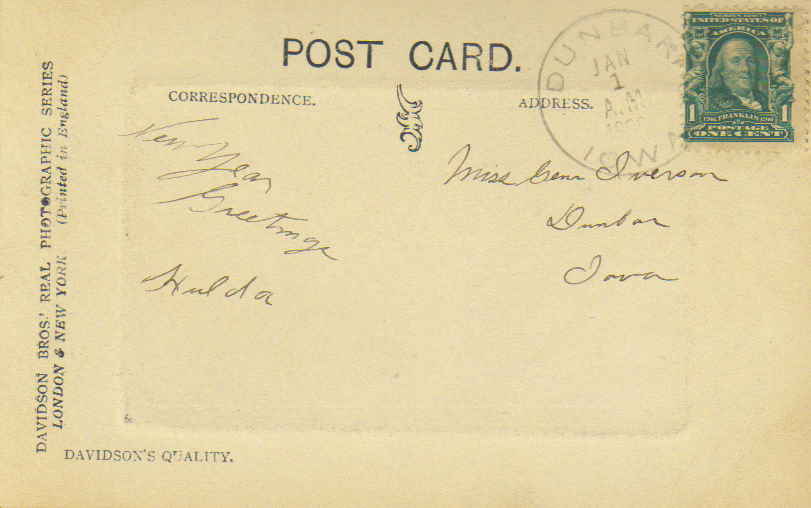 POST CARD.
CORRESPONDENCE.
ADDRESS.
DUNBAR
JAN
1
A.M.
UNITED STATES OF
AMERICA
1 FRANKLIN 1
POSTAGE
ONE CENT
New Year
Greetings
Hulda
Miss Gena Iverson
Dunbar
Iowa
DAVIDSON BROS.' REAL PHOTOGRAPHIC SERIES
LONDON & NEW YORK (Printed in England)
DAVIDSON'S QUALITY.